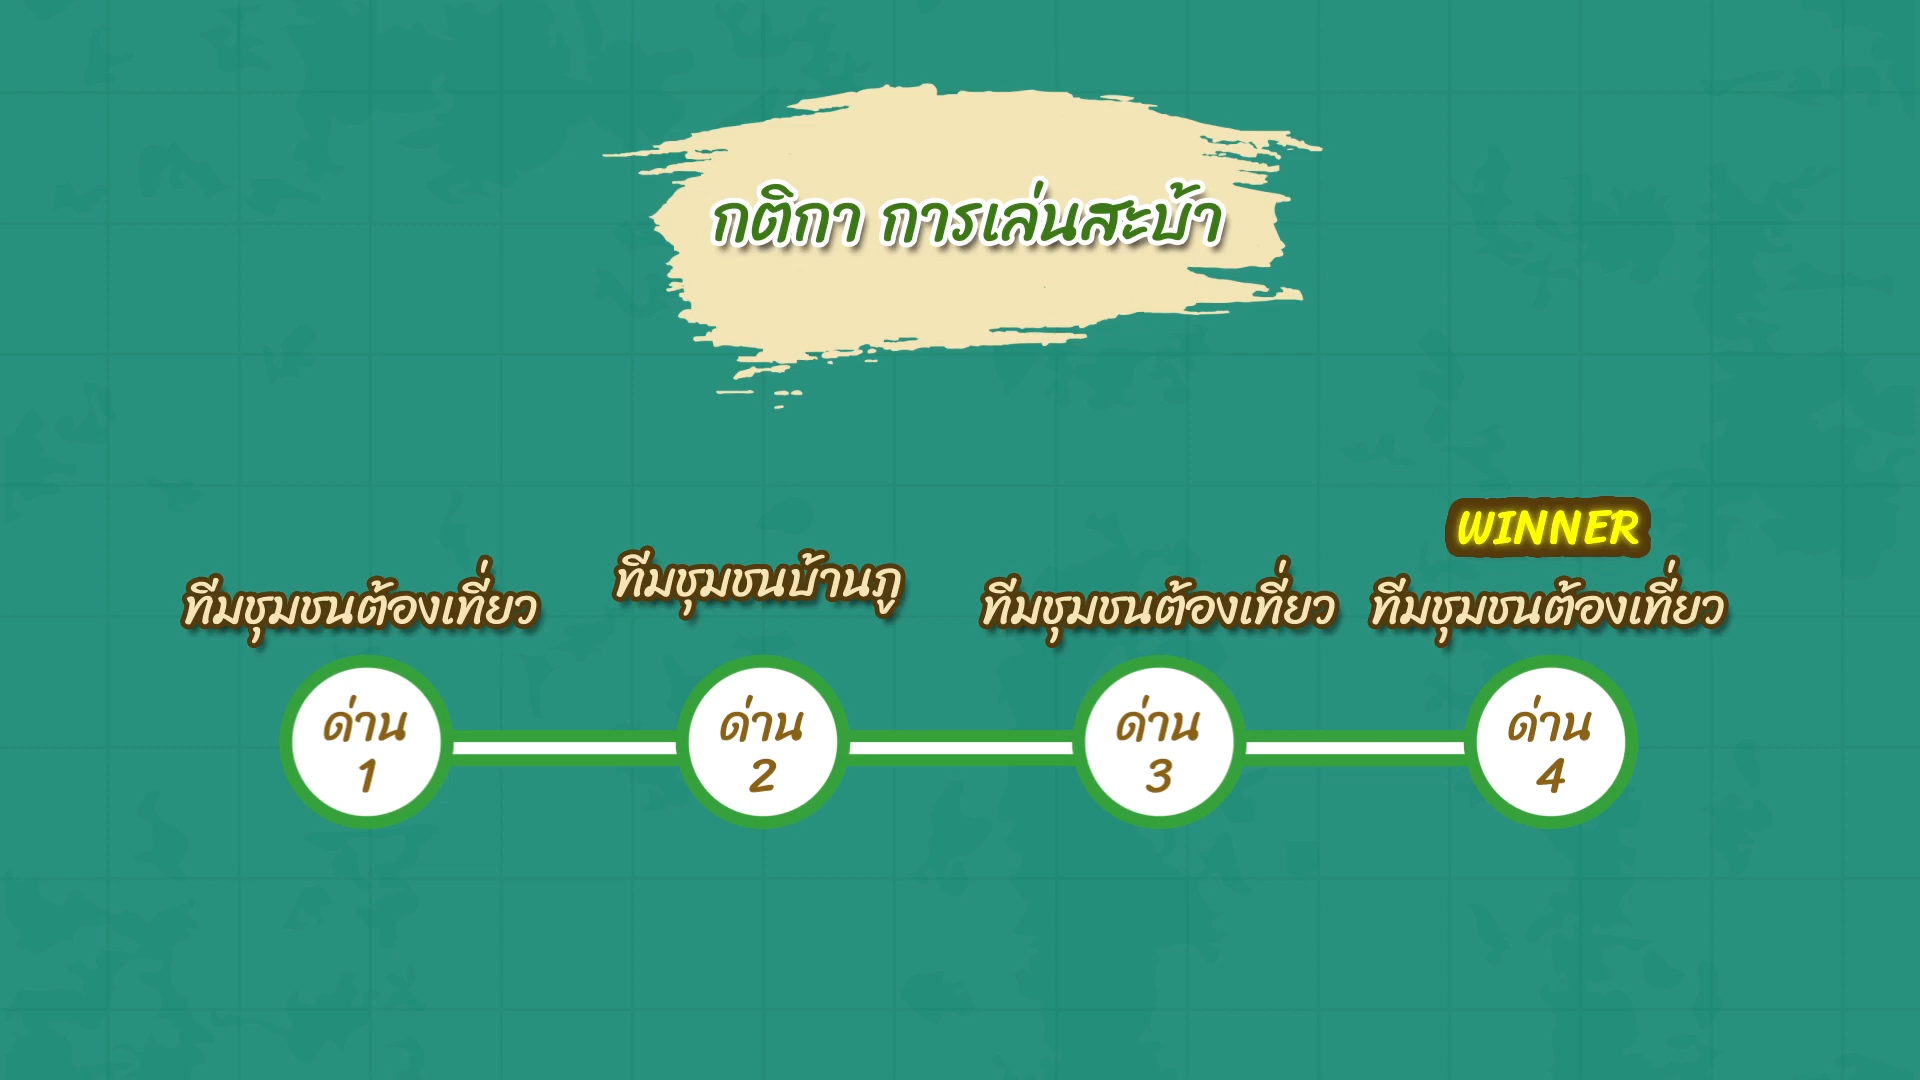 กติกา การเล่นสะบ้า
WINNER
ทีมชุมชนต้องเที่ยว
ทีมชุมชนบ้านภู
ทีมชุมชนต้องเที่ยว
ทีมชุมชนต้องเที่ยว
ด่าน
1
ด่าน
2
ด่าน
3
ด่าน
4